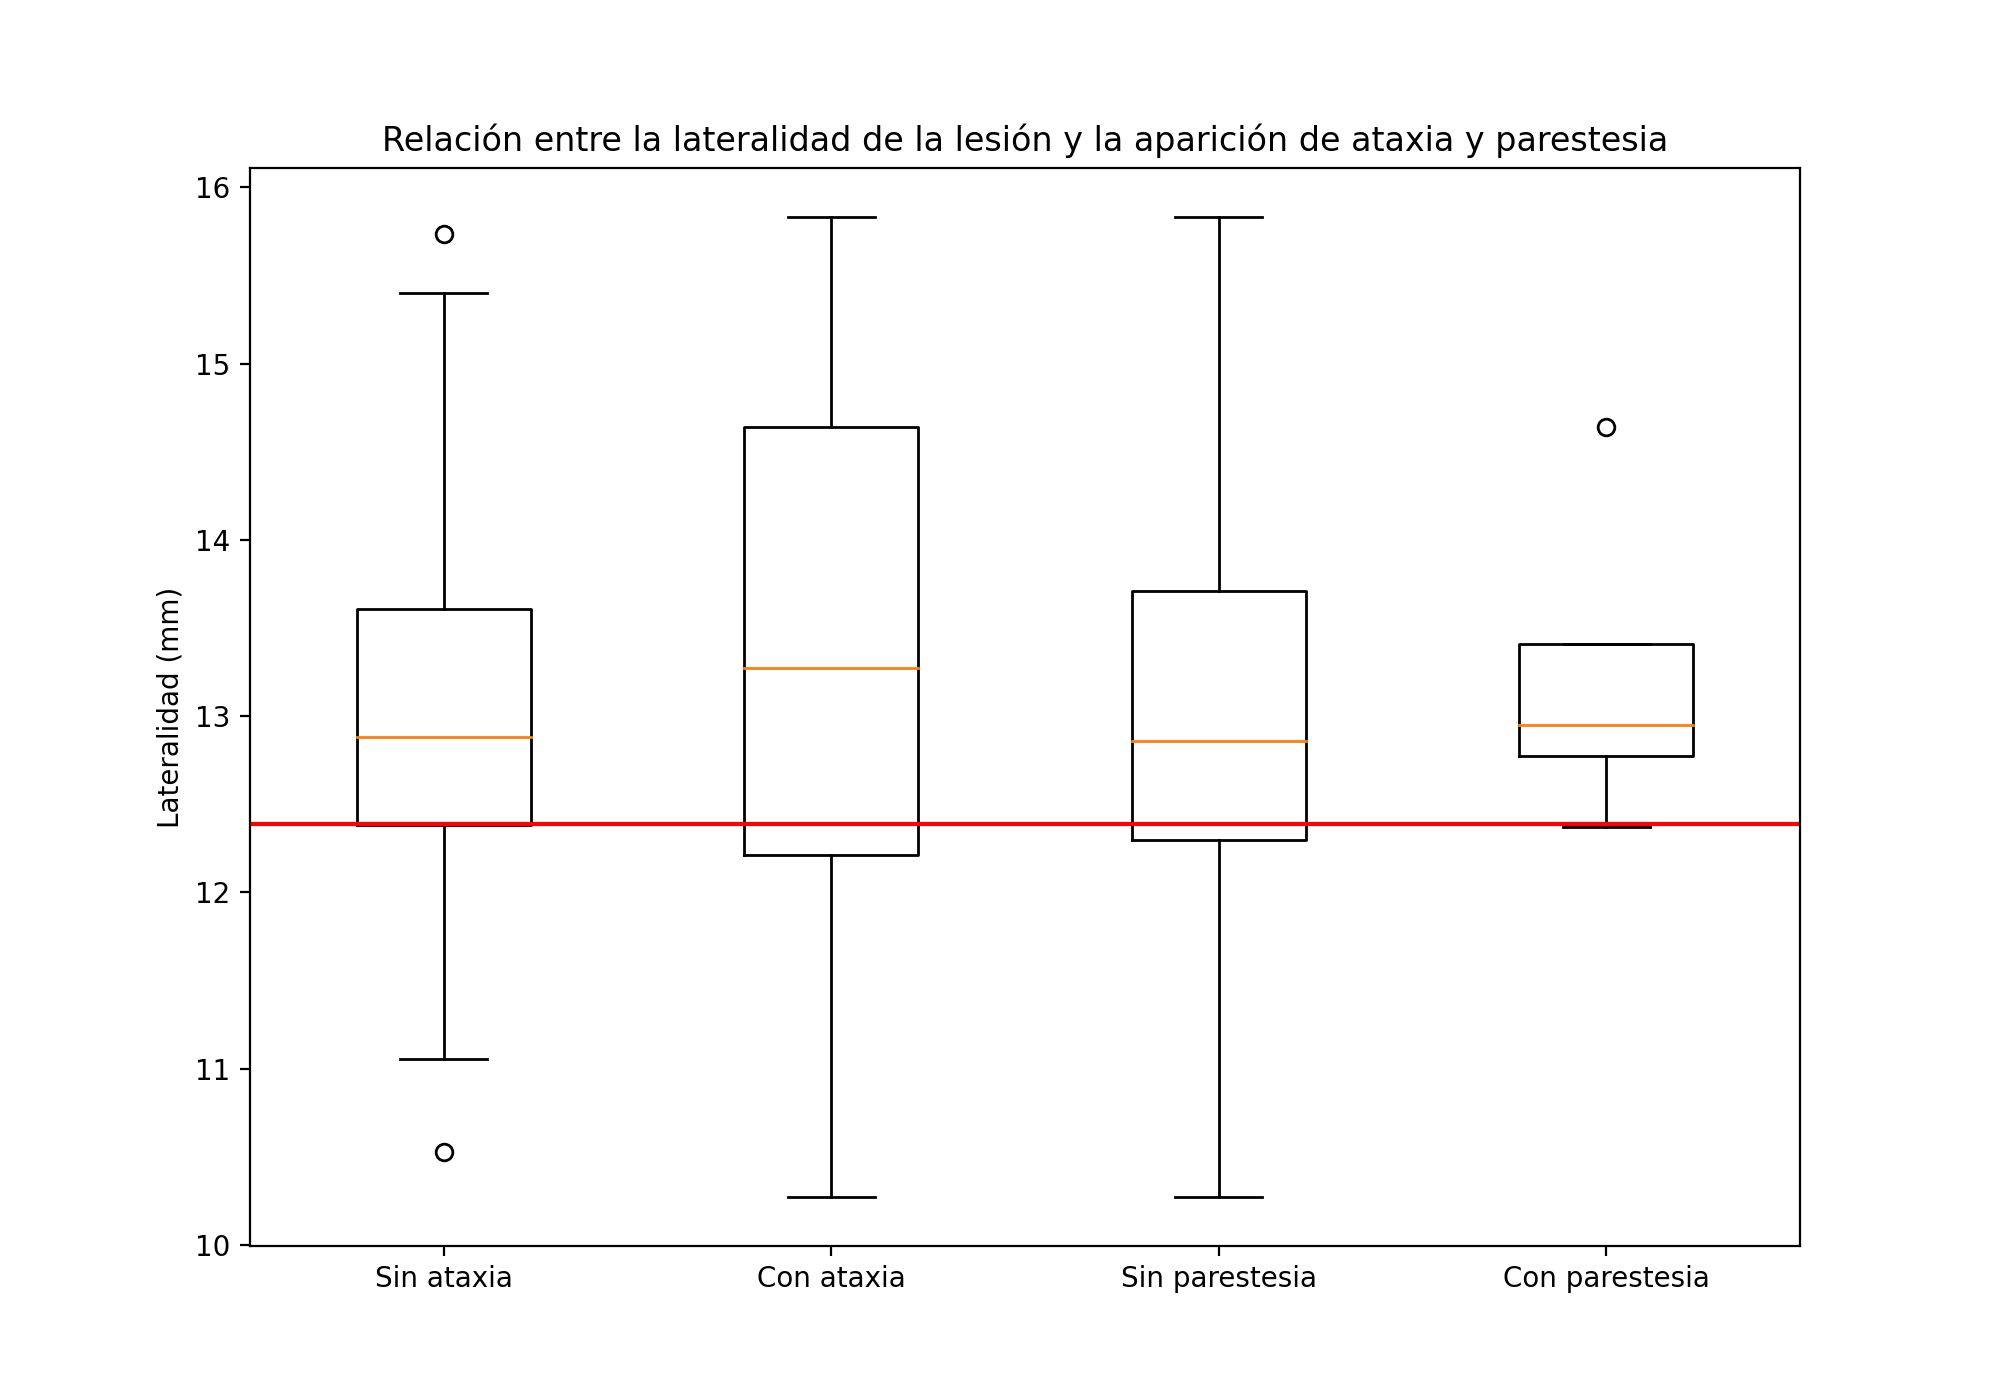 Relación entre la lateralidad de la lesión y la aparición de ataxia y parestesia
16
15
14
13
12
11
10
Lateralidad (mm)
Sin ataxia
Con ataxia
Sin parestesia
Con parestesia